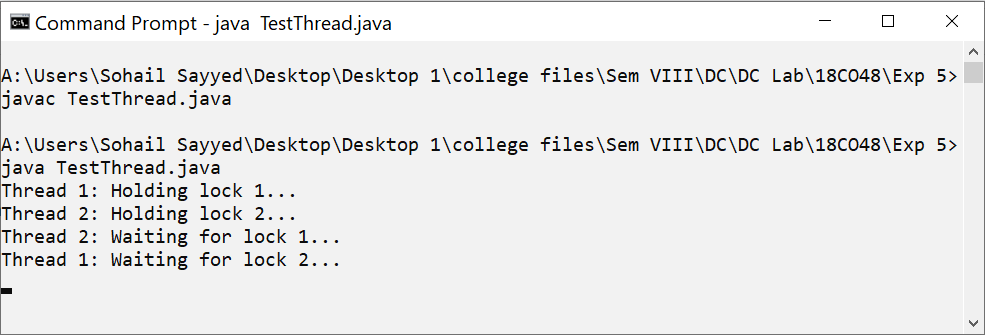 Command Prompt - java  TestThread.java
A:\Users\Sohail Sayyed\Desktop\Desktop 1\college files\Sem VIII\DC\DC Lab\18CO48\Exp 5>
javac TestThread.java
A:\Users\Sohail Sayyed\Desktop\Desktop 1\college files\Sem VIII\DC\DC Lab\18CO48\Exp 5>
java TestThread.java
Thread 1: Holding lock 1...
Thread 2: Holding lock 2...
Thread 2: Waiting for lock 1...
Thread 1: Waiting for lock 2...